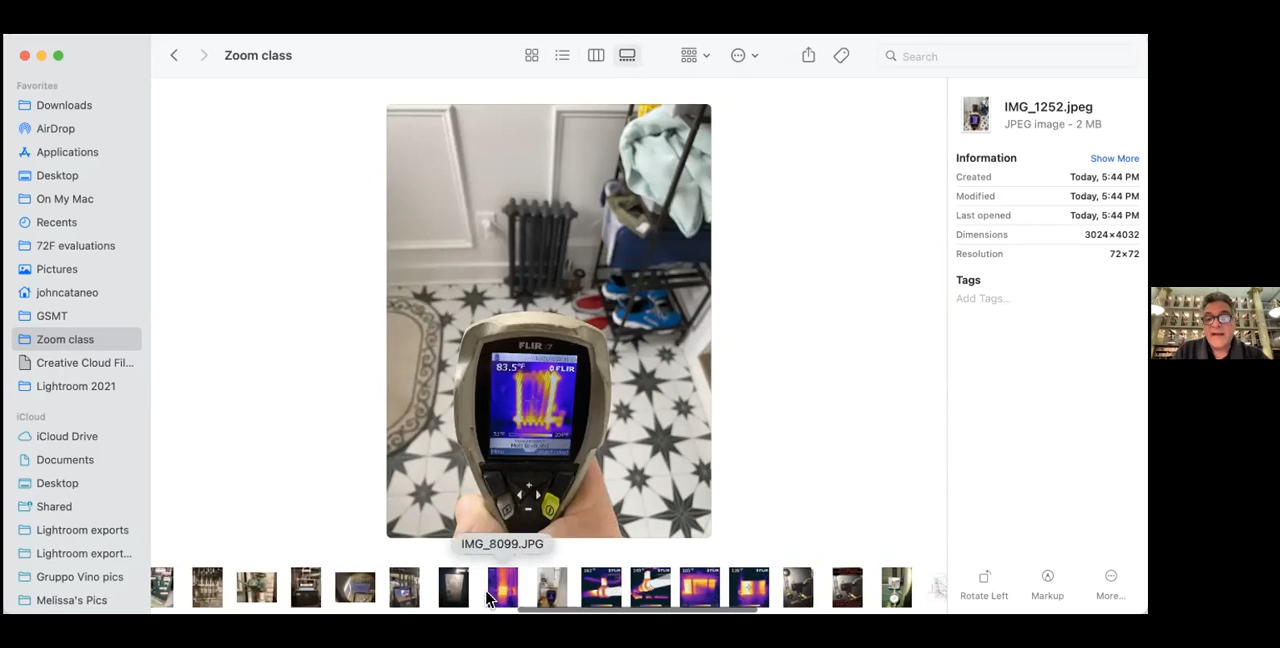 Zoom class
Search
Favorites
Downloads
AirDrop
Applications
Desktop
On My Mac
Recents
72F evaluations
Pictures
johncataneo
GSMT
Zoom class
Creative Cloud Fil...
Lightroom 2021
iCloud
iCloud Drive
Documents
Desktop
Shared
Lightroom exports
Lightroom export...
Gruppo Vino pics
Melissa's Pics
FLIR
83.5°F
FLIR
IMG_8099.JPG
IMG_1252.jpeg
JPEG image - 2 MB
Information
Show More
Created
Today, 5:44 PM
Modified
Today, 5:44 PM
Last opened
Today, 5:44 PM
Dimensions
3024×4032
Resolution
72×72
Tags
Add Tags...
Rotate Left
Markup
More...